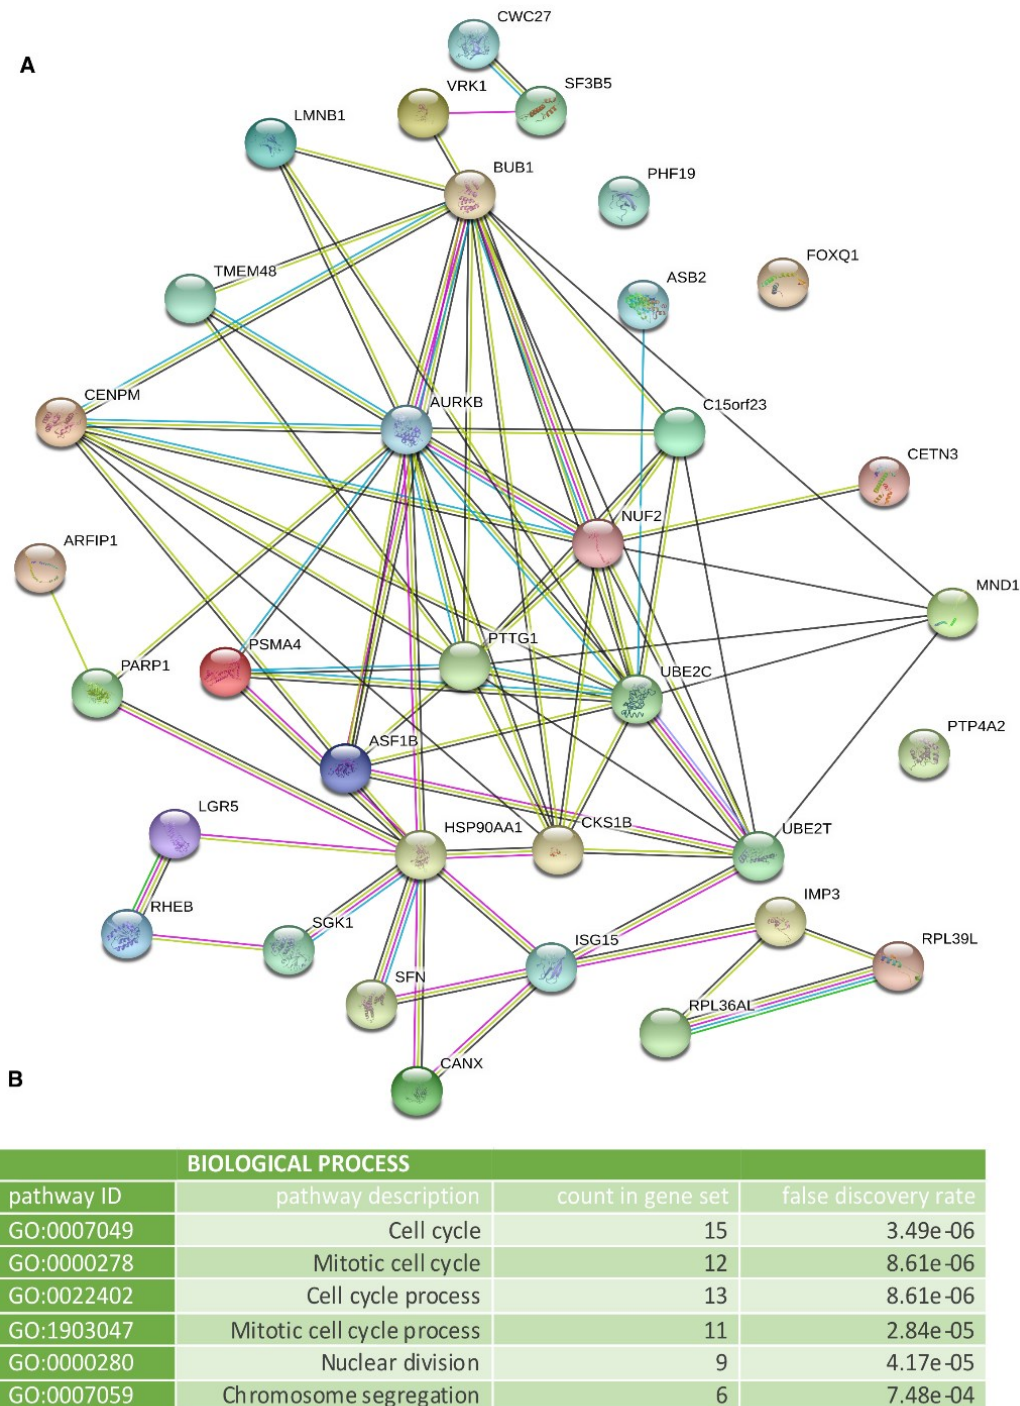 CWC27
A
SF3B5
VRK1
LMNB1
BUB1
PHF19
FOXQ1
TMEM48
ASB2
CENPM
AURKB
C15orf23
CETN3
NUF2
ARFIP1
MND1
PTTG1
PSMA4
PARP1
UBE2C
PTP4A2
ASF1B
LGR5
HSP90AA1
CKS1B
UBE2T
IMP3
RHEB
SGK1
ISG15
RPL39L
SFN
RPL36AL
CANX
B
BIOLOGICAL PROCESS
pathway ID pathway description count in gene set false discovery rate
GO:0007049 Cell cycle 15 3.49e-06
GO:0000278 Mitotic cell cycle 12 8.61e-06
GO:0022402 Cell cycle process 13 8.61e-06
GO:1903047 Mitotic cell cycle process 11 2.84e-05
GO:0000280 Nuclear division 9 4.17e-05
GO:0007059 Chromosome segregation 6 7.48e-04